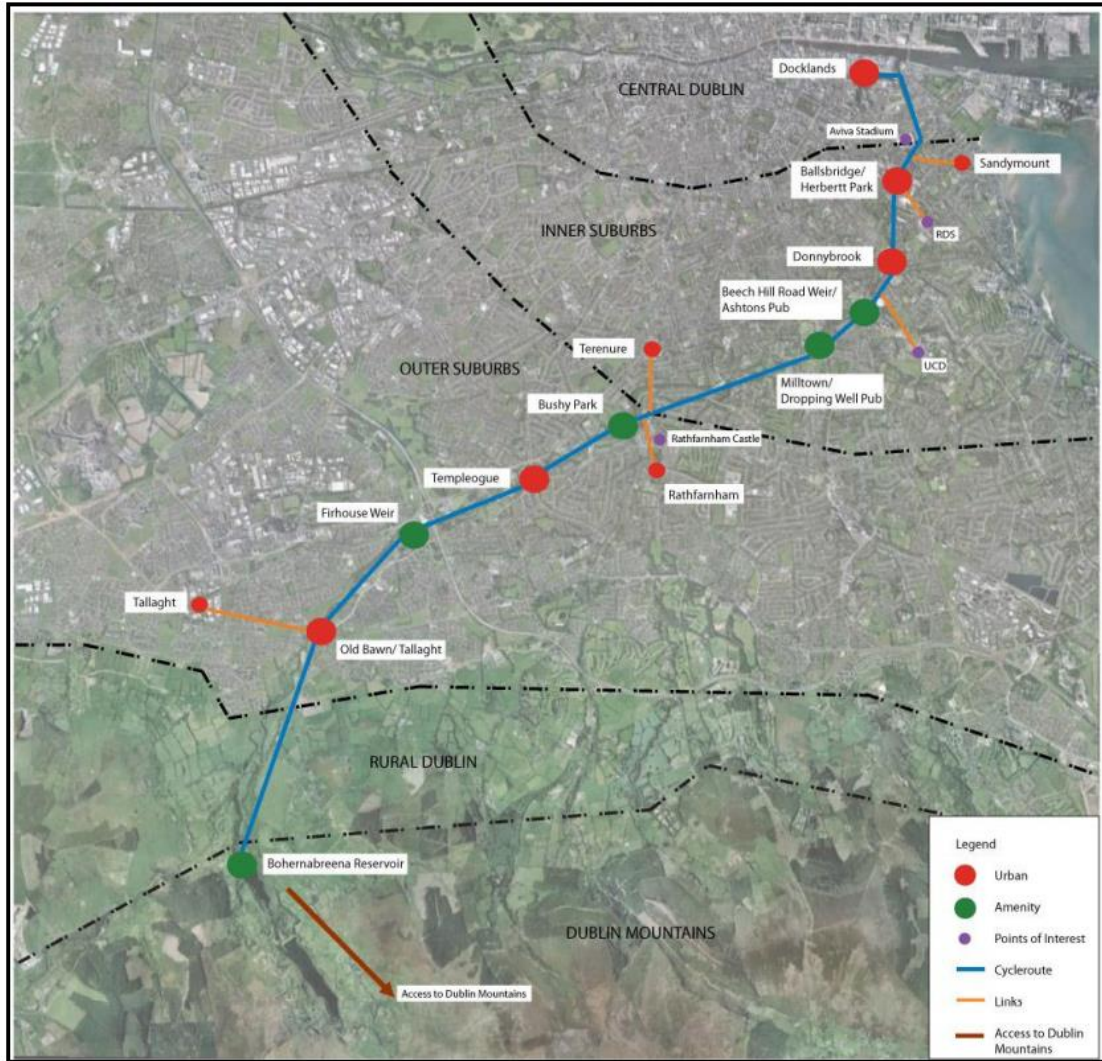 Docklands
CENTRAL DUBLIN
Aviva Stadium
Sandymount
Ballsbridge/
Herbertt Park
RDS
INNER SUBURBS
Donnybrook
Beech Hill Road Weir/
Ashtons Pub
Terenure
UCD
OUTER SUBURBS
Milltown/
Dropping Well Pub
Bushy Park
Rathfarnham Castle
Templeogue
Rathfarnham
Firhouse Weir
Tallaght
Old Bawn/ Tallaght
RURAL DUBLIN
Bohernabreena Reservoir
DUBLIN MOUNTAINS
Access to Dublin Mountains
Legend
Urban
Amenity
Points of Interest
Cycleroute
Links
Access to Dublin
Mountains